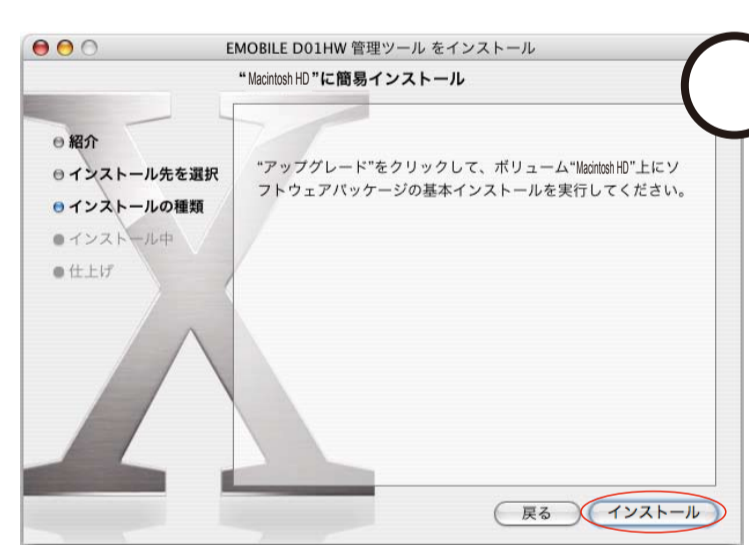 EMOBILE D01HW 管理ツール をインストール
“Macintosh HD”に簡易インストール
紹介
インストール先を選択
インストールの種類
インストール中
仕上げ
“アップグレード”をクリックして、ボリューム“Macintosh HD”上にソ
フトウェアパッケージの基本インストールを実行してください。
戻る
インストール